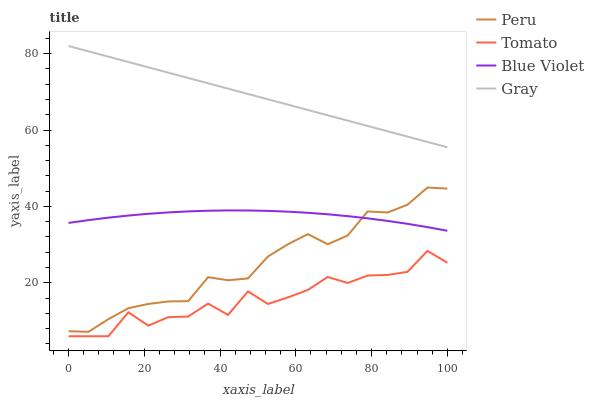 title
Peru
Tomato
Blue Violet
Gray
yaxis_label
80
60
40
20
0 20 40 60 80 100
xaxis_label